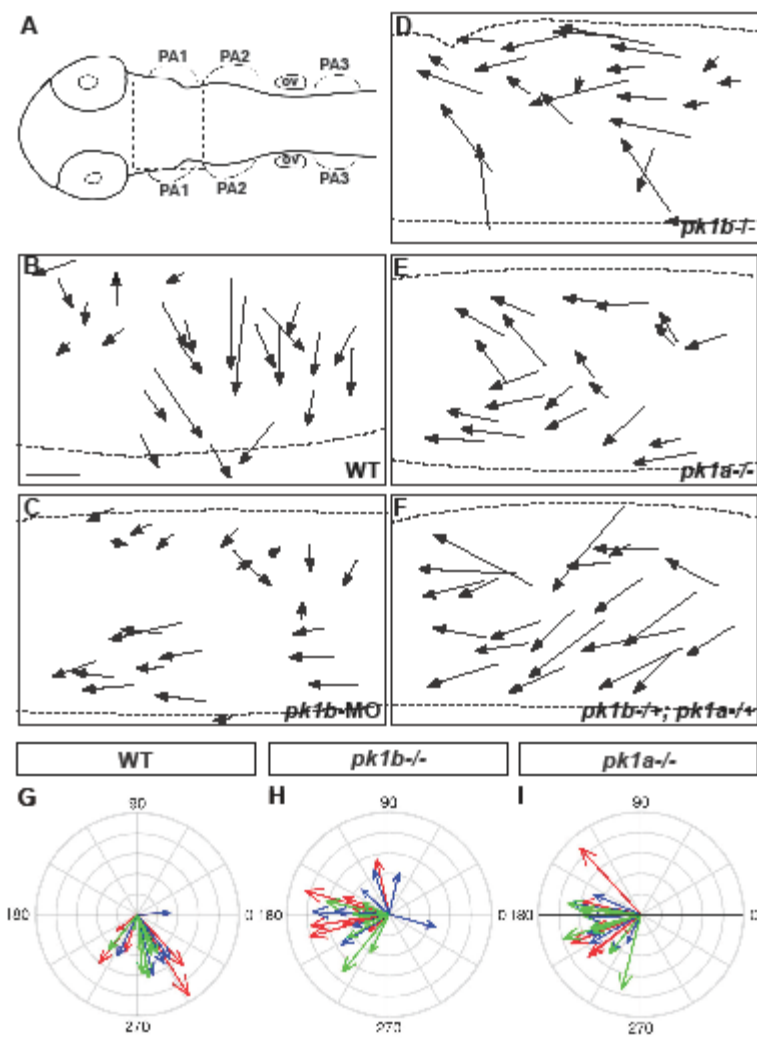 A
PA1
PA2
ov
PA3
PA1
PA2
ov
PA3
B
WT
C
pk1b-MO
D
pk1b-/-
E
pk1a-/-
F
pk1b-/+; pk1a-/+
WT
pk1b-/-
pk1a-/-
G
90
180
0
270
H
90
180
0
270
I
90
180
0
270